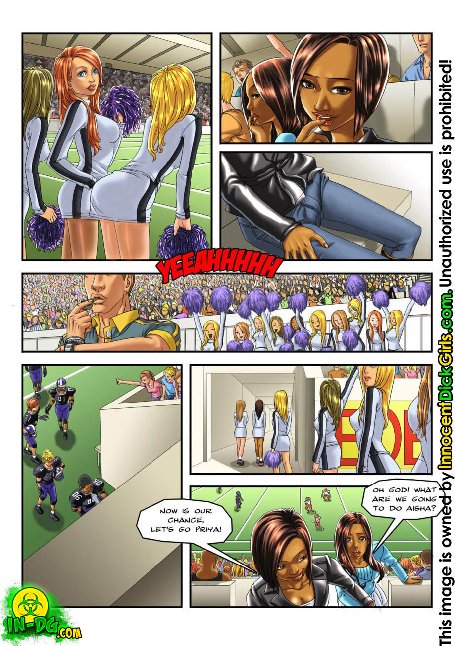 YEEAHHHHH
NOW IS OUR
CHANCE,
LET'S GO PRIYA!
OH GOD! WHAT
ARE WE GOING
TO DO AISHA?
IN-DG.com
This image is owned by InnocentDickGirls.com. Unauthorized use is prohibited!